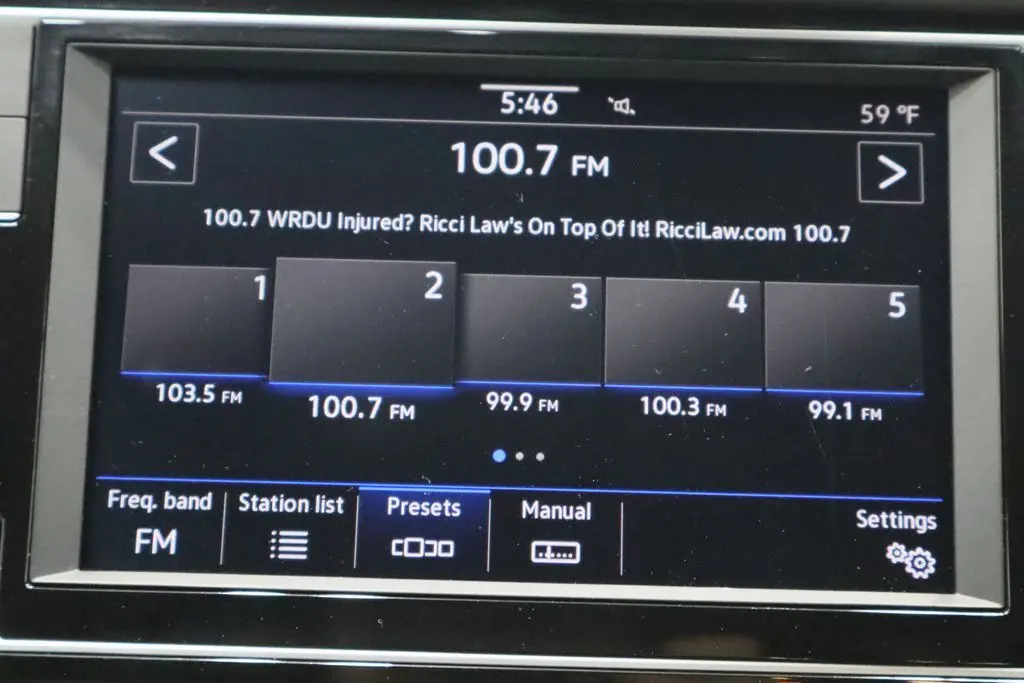 5:46
59 °F
<
100.7 FM
>
100.7 WRDU Injured? Ricci Law's On Top Of It! RicciLaw.com 100.7
1
2
3
4
5
103.5 FM
100.7 FM
99.9 FM
100.3 FM
99.1 FM
Freq. band
Station list
Presets
Manual
Settings
FM